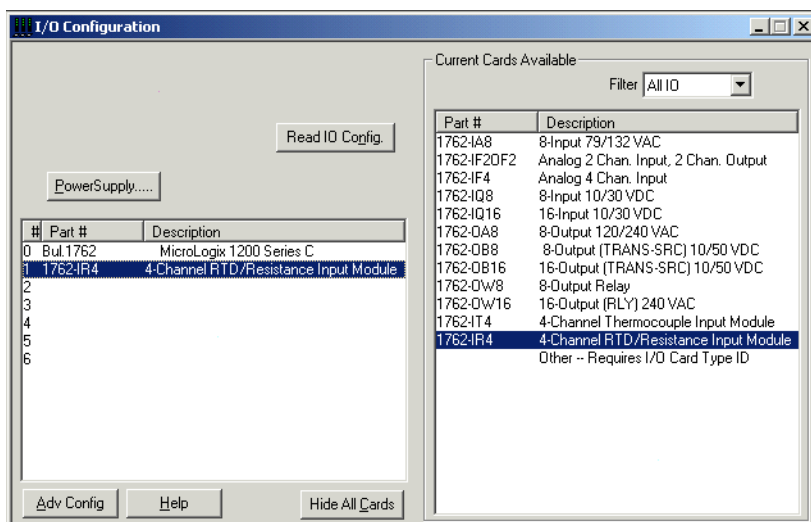 I/O Configuration
Read IO Config.
PowerSupply.....
# Part # Description
0 Bul.1762 MicroLogix 1200 Series C
1 1762-IR4 4-Channel RTD/Resistance Input Module
2
3
4
5
6
Adv Config Help Hide All Cards
Current Cards Available
Filter All IO
Part # Description
1762-IA8 8-Input 79/132 VAC
1762-IF2OF2 Analog 2 Chan. Input, 2 Chan. Output
1762-IF4 Analog 4 Chan. Input
1762-IQ8 8-Input 10/30 VDC
1762-IQ16 16-Input 10/30 VDC
1762-OA8 8-Output 120/240 VAC
1762-OB8 8-Output (TRANS-SRC) 10/50 VDC
1762-OB16 16-Output (TRANS-SRC) 10/50 VDC
1762-OW8 8-Output Relay
1762-OW16 16-Output (RLY) 240 VAC
1762-IT4 4-Channel Thermocouple Input Module
1762-IR4 4-Channel RTD/Resistance Input Module
Other -- Requires I/O Card Type ID